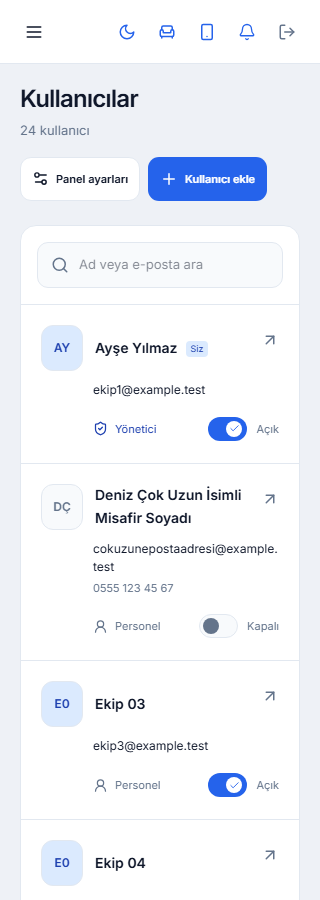 Kullanıcılar
24 kullanıcı
Panel ayarları
Kullanıcı ekle
Ad veya e-posta ara
AY
Ayşe Yılmaz
Siz
ekip1@example.test
Yönetici
Açık
DÇ
Deniz Çok Uzun İsimli
Misafir Soyadı
cokuzunepostaadresi@example.
test
0555 123 45 67
Personel
Kapalı
E0
Ekip 03
ekip3@example.test
Personel
Açık
E0
Ekip 04